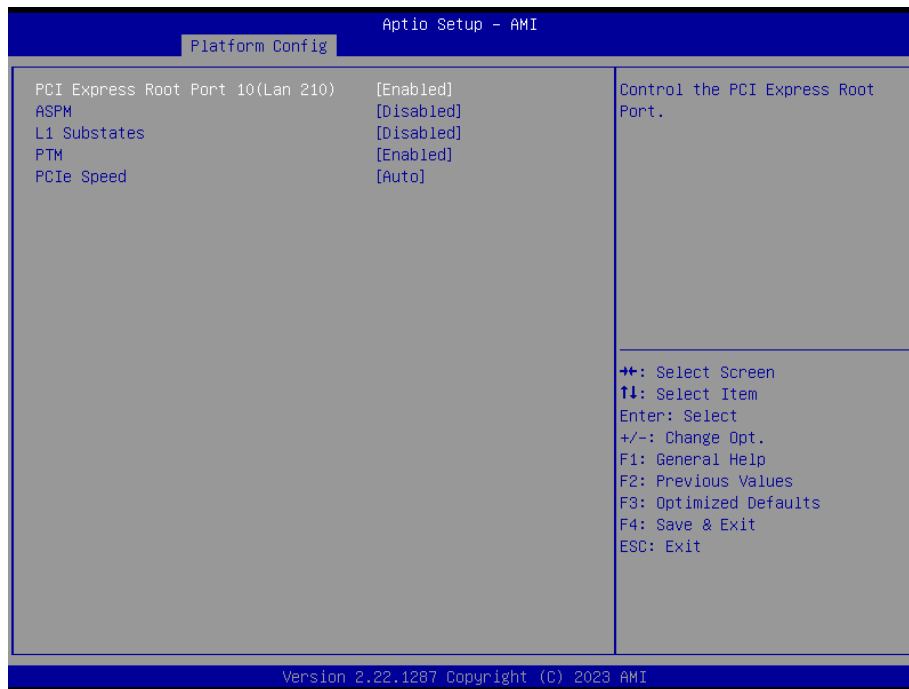 Aptio Setup – AMI
Platform Config
PCI Express Root Port 10(Lan 210) [Enabled]
ASPM [Disabled]
L1 Substates [Disabled]
PTM [Enabled]
PCIe Speed [Auto]
Control the PCI Express Root
Port.
→←: Select Screen
↑↓: Select Item
Enter: Select
+/-: Change Opt.
F1: General Help
F2: Previous Values
F3: Optimized Defaults
F4: Save & Exit
ESC: Exit
Version 2.22.1287 Copyright (C) 2023 AMI